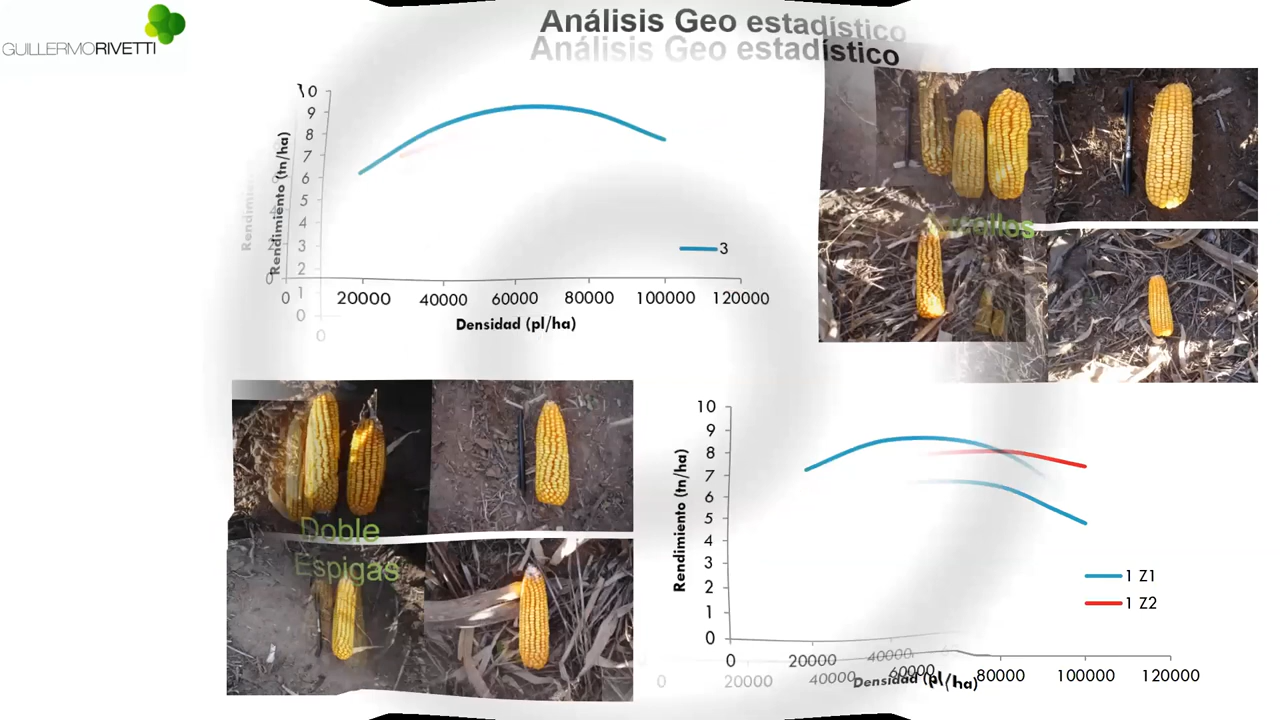 GUILLERMORIVETTI
Análisis Geo estadístico
Análisis Geo estadístico
10
9
8
7
6
5
4
3
2
1
0
Rendimiento (tn/ha)
3
0 20000 40000 60000 80000 100000 120000
Densidad (pl/ha)
Doble
Espigas
10
9
8
7
6
5
4
3
2
1
0
Rendimiento (tn/ha)
1 Z1
1 Z2
0 20000 40000 60000 80000 100000 120000
0 20000 40000
Densidad (pl/ha)